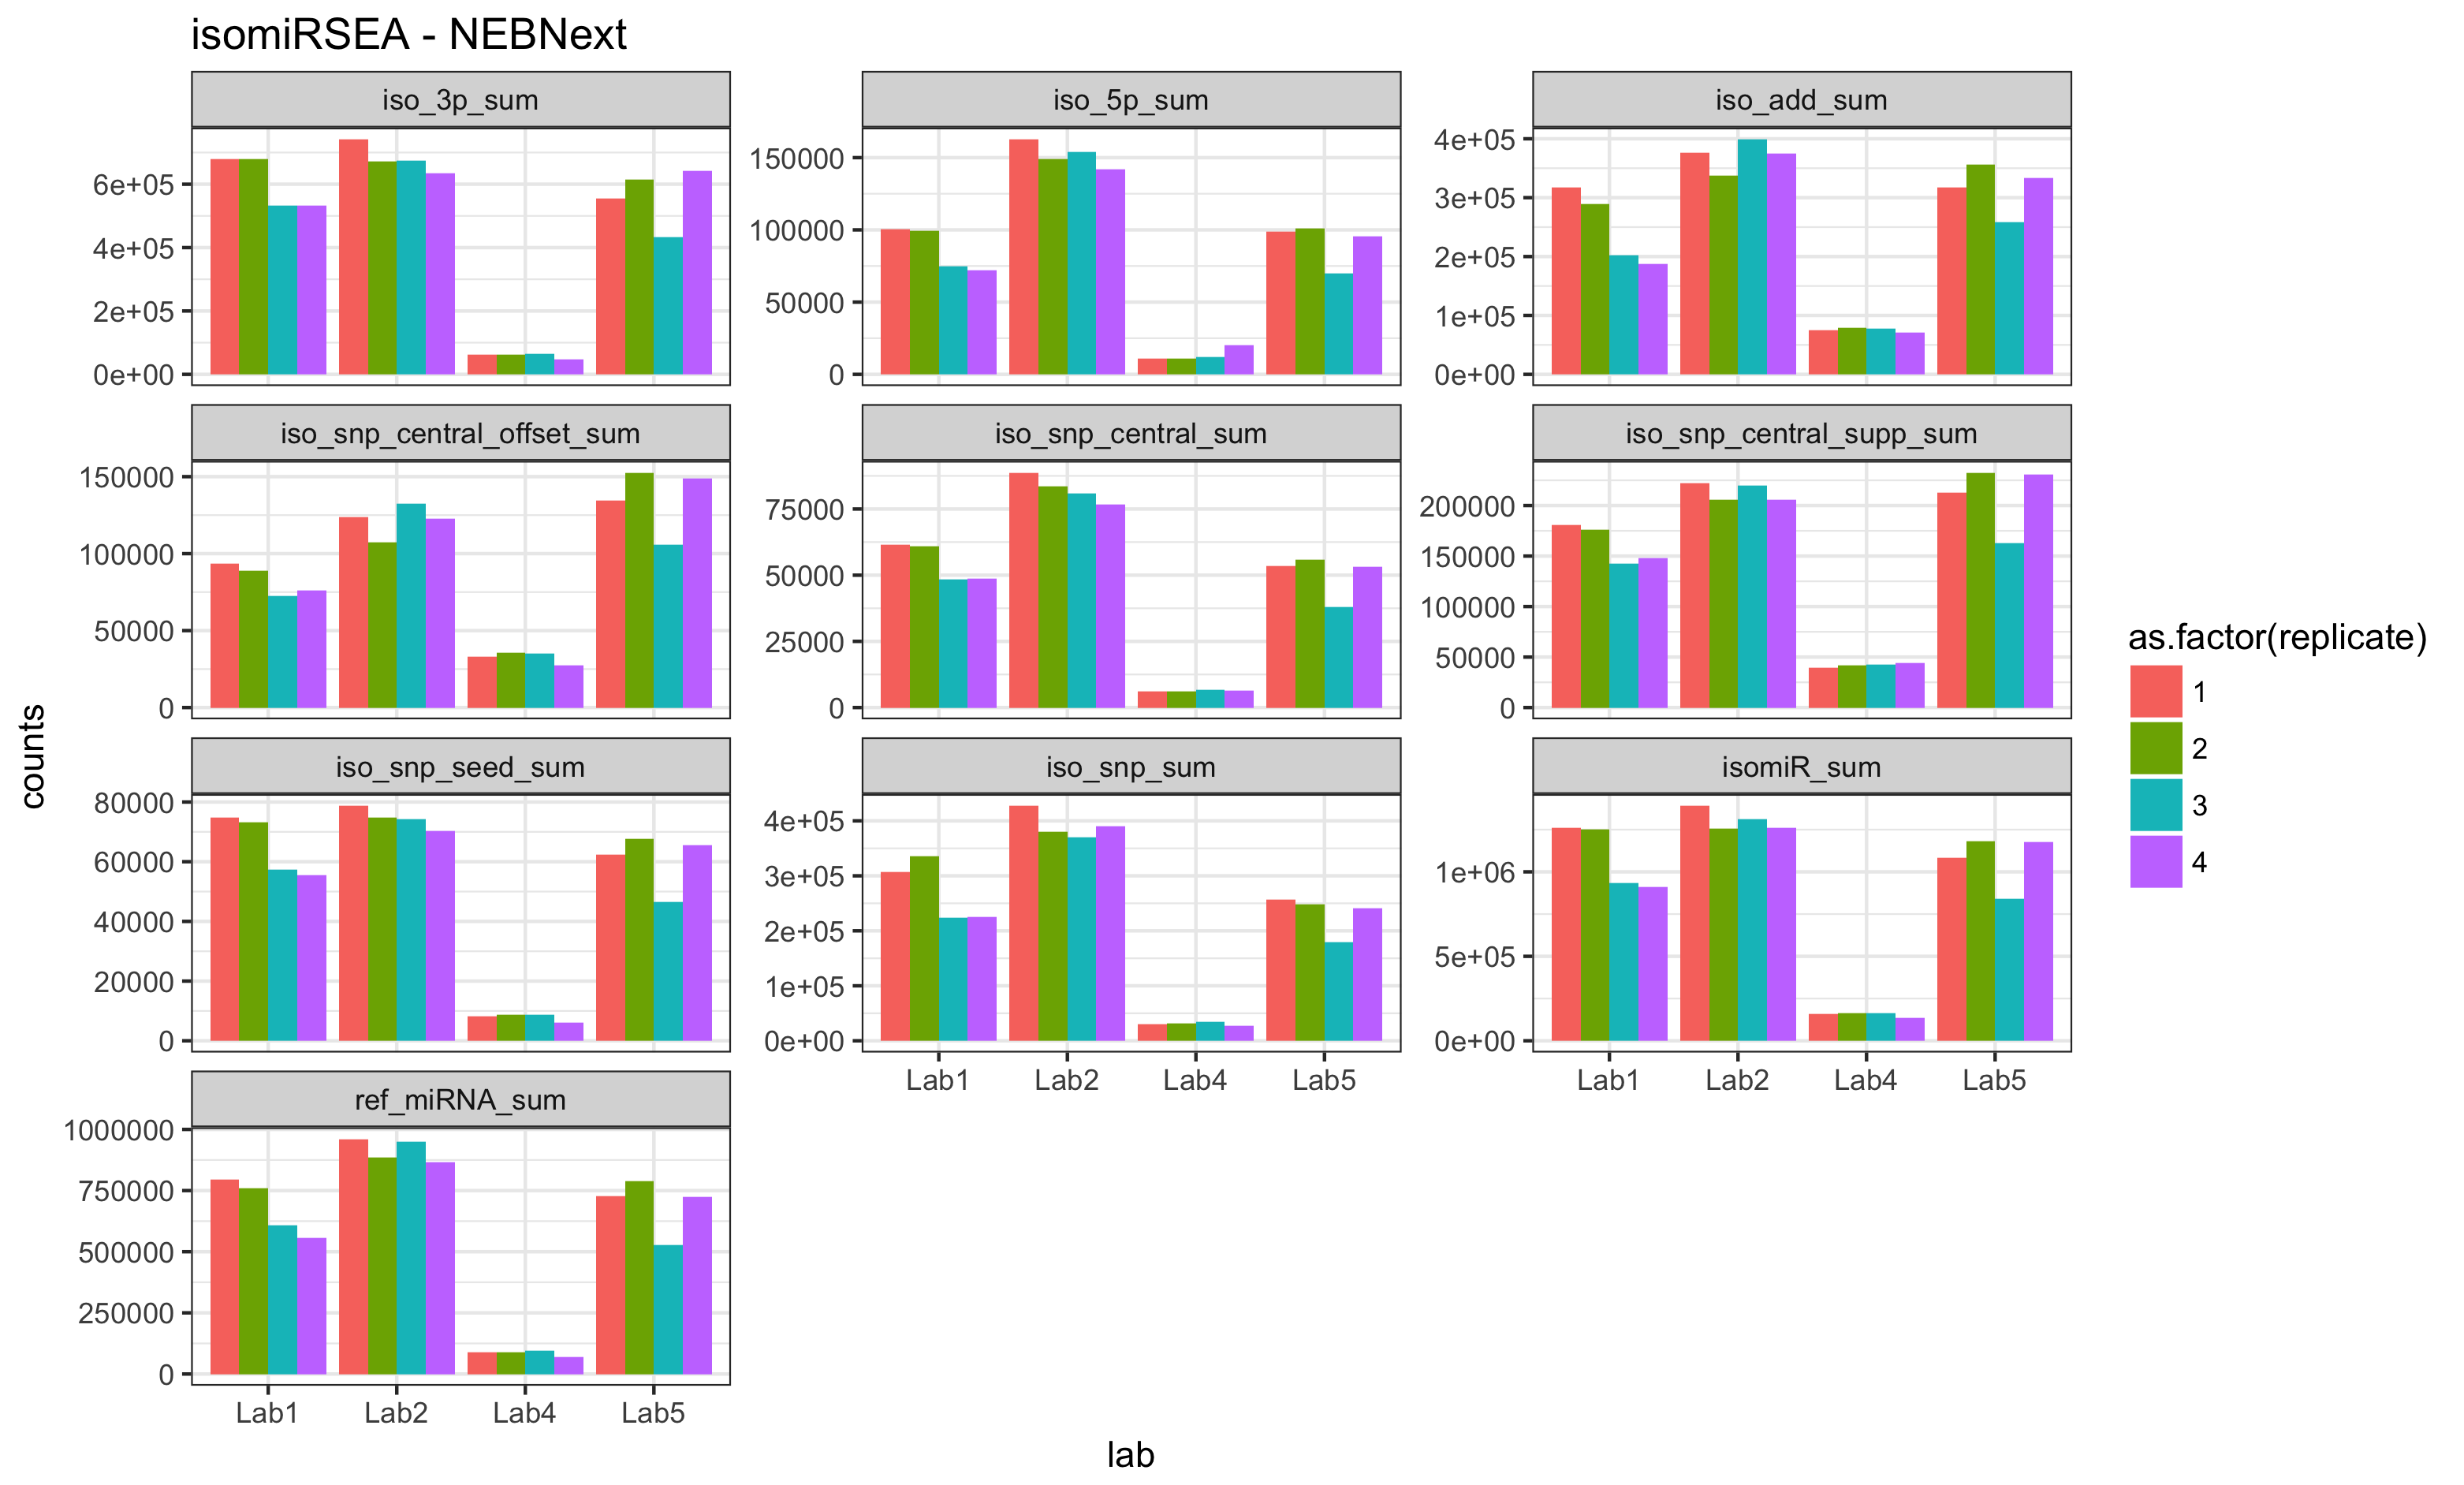 isomiRSEA - NEBNext
iso_3p_sum
6e+05
4e+05
2e+05
0e+00
iso_5p_sum
150000
100000
50000
0
iso_add_sum
4e+05
3e+05
2e+05
1e+05
0e+00
iso_snp_central_offset_sum
150000
100000
50000
0
iso_snp_central_sum
75000
50000
25000
0
iso_snp_central_supp_sum
200000
150000
100000
50000
0
iso_snp_seed_sum
80000
60000
40000
20000
0
iso_snp_sum
4e+05
3e+05
2e+05
1e+05
0e+00
Lab1 Lab2 Lab4 Lab5
isomiR_sum
1e+06
5e+05
0e+00
Lab1 Lab2 Lab4 Lab5
ref_miRNA_sum
1000000
750000
500000
250000
0
Lab1 Lab2 Lab4 Lab5
counts
lab
as.factor(replicate)
1
2
3
4